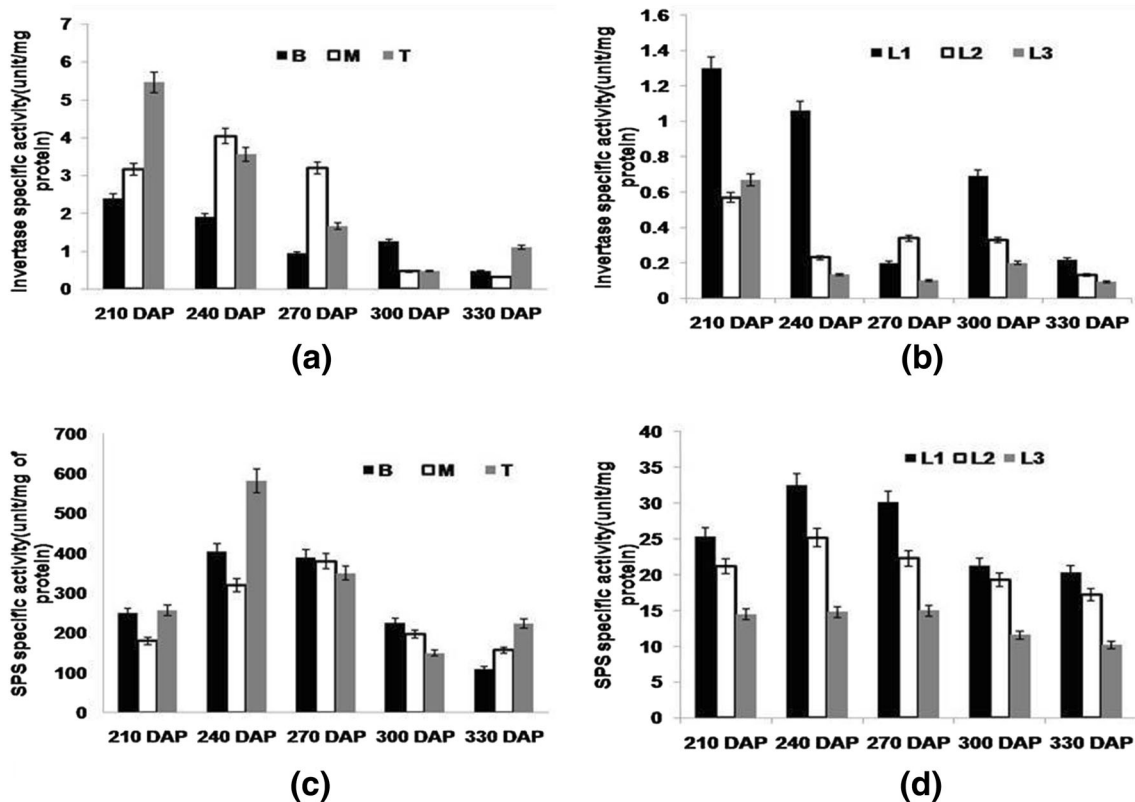 Invertase specific activity(unit/mg
protein)
7
6
5
4
3
2
1
0
B M T
210 DAP 240 DAP 270 DAP 300 DAP 330 DAP
(a)
Invertase specific activity(unit/mg
protein)
1.6
1.4
1.2
1
0.8
0.6
0.4
0.2
0
L1 L2 L3
210 DAP 240 DAP 270 DAP 300 DAP 330 DAP
(b)
SPS specific activity(unit/mg of
protein)
700
600
500
400
300
200
100
0
B M T
210 DAP 240 DAP 270 DAP 300 DAP 330 DAP
(c)
SPS specific activity(unit/mg
protein)
40
35
30
25
20
15
10
5
0
L1 L2 L3
210 DAP 240 DAP 270 DAP 300 DAP 330 DAP
(d)